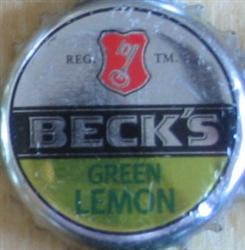 REG. TM.
BECK'S
GREEN
LEMON